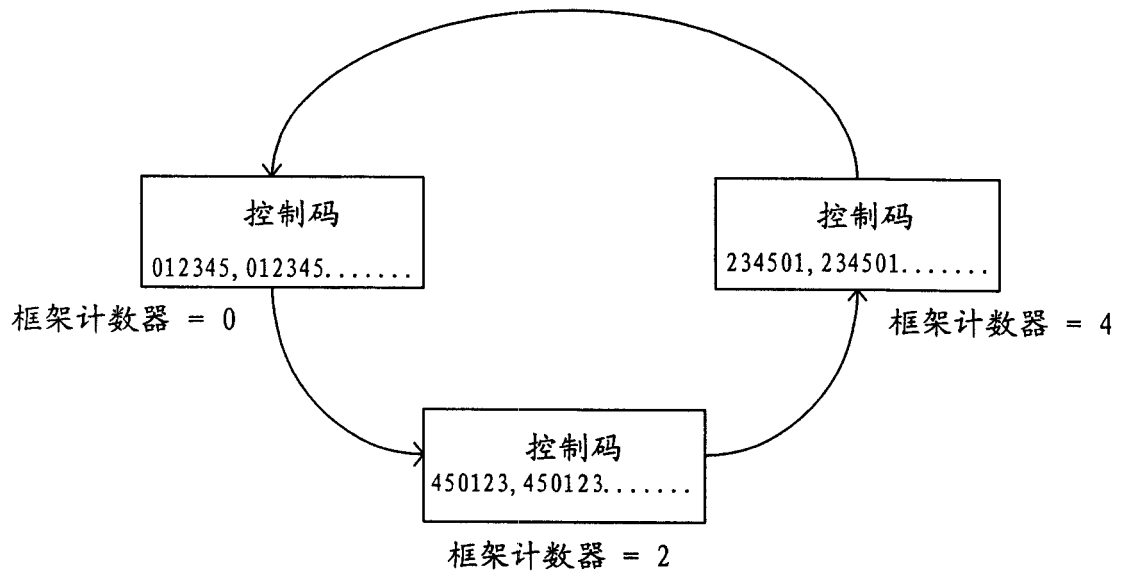 控制码
012345,012345.......
框架计数器 = 0
控制码
234501,234501.......
框架计数器 = 4
控制码
450123,450123.......
框架计数器 = 2